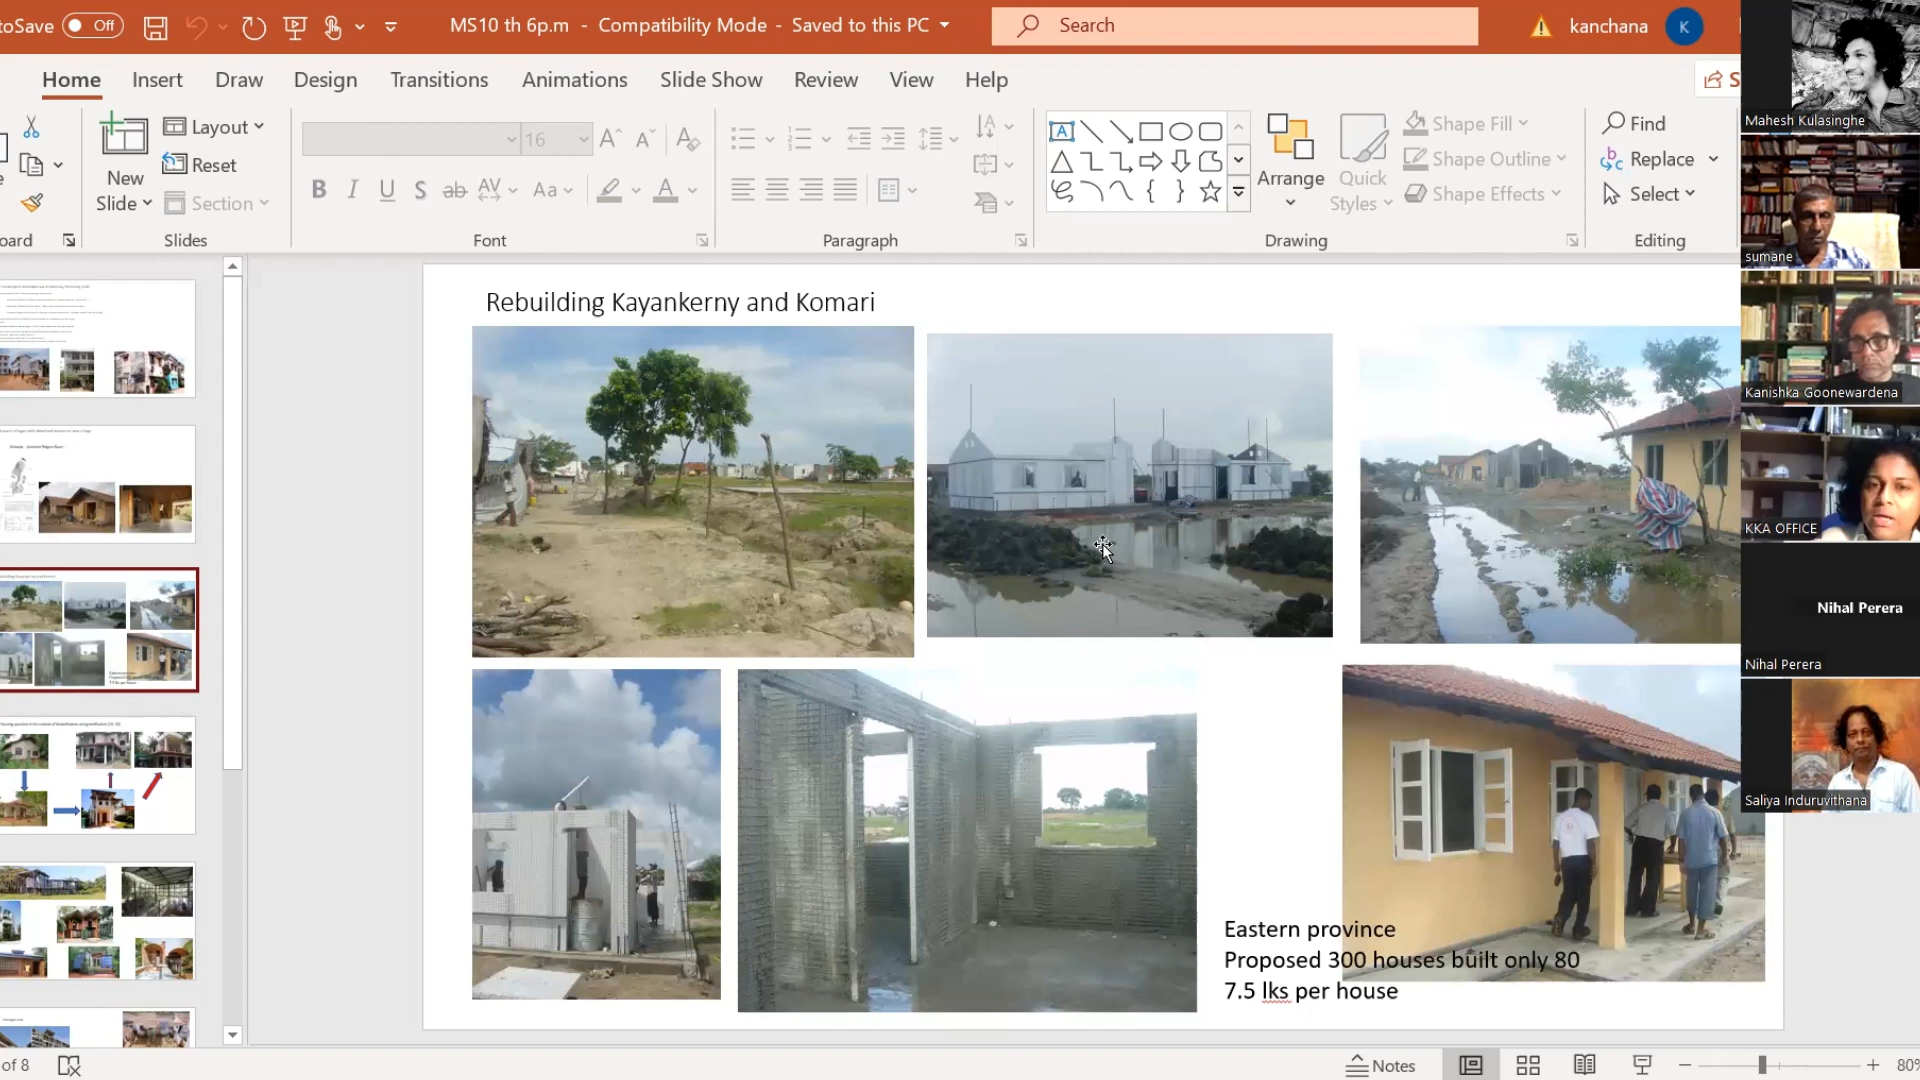 toSave Off
MS10 th 6p.m - Compatibility Mode - Saved to this PC
Search
kanchana K
Home Insert Draw Design Transitions Animations Slide Show Review View Help
New
Slide
Layout
Reset
Section
Slides
16
Font
Paragraph
Arrange
Quick
Styles
Shape Fill
Shape Outline
Shape Effects
Drawing
Find
Replace
Select
Editing
oard
Rebuilding Kayankerny and Komari
Eastern province
Proposed 300 houses built only 80
7.5 lks per house
Mahesh Kulasinghe
sumane
Kanishka Goonewardena
KKA OFFICE
Nihal Perera
Nihal Perera
Saliya Induruvithana
of 8
Notes
80%